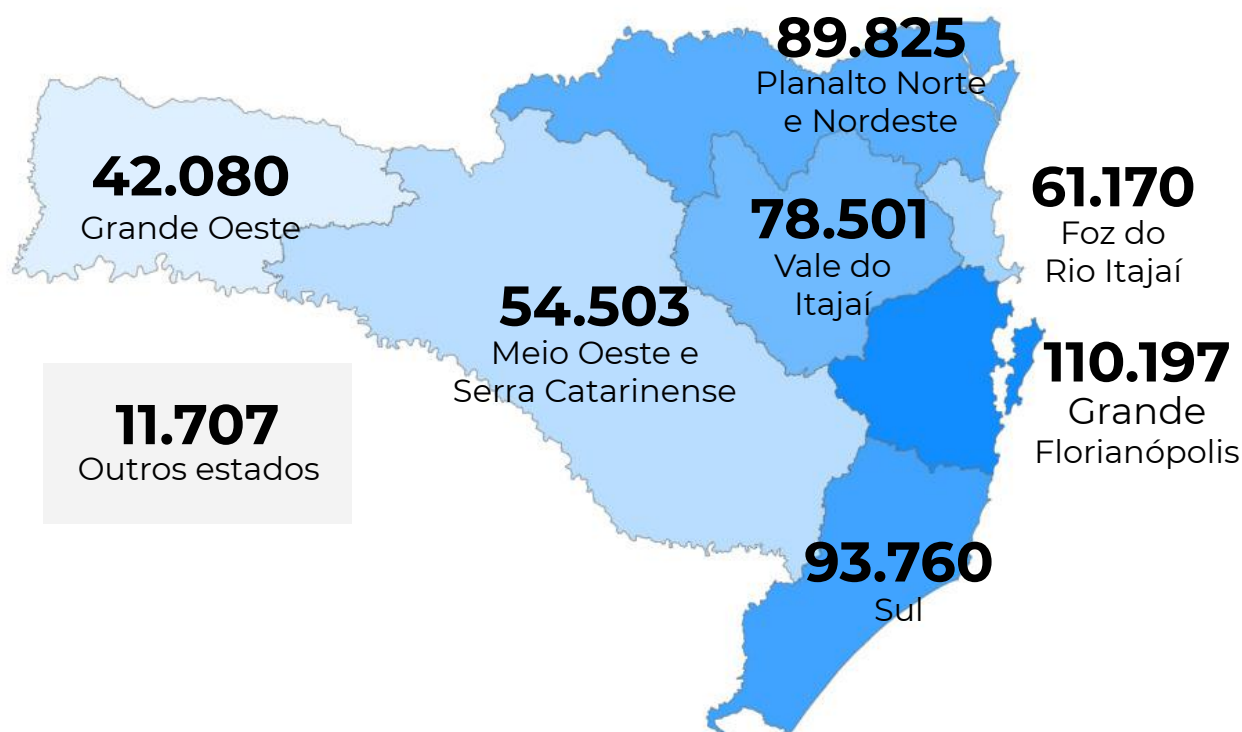 89.825
Planalto Norte
e Nordeste
42.080
Grande Oeste
61.170
Foz do
Rio Itajaí
78.501
Vale do
Itajaí
54.503
Meio Oeste e
Serra Catarinense
110.197
Grande
Florianópolis
11.707
Outros estados
93.760
Sul